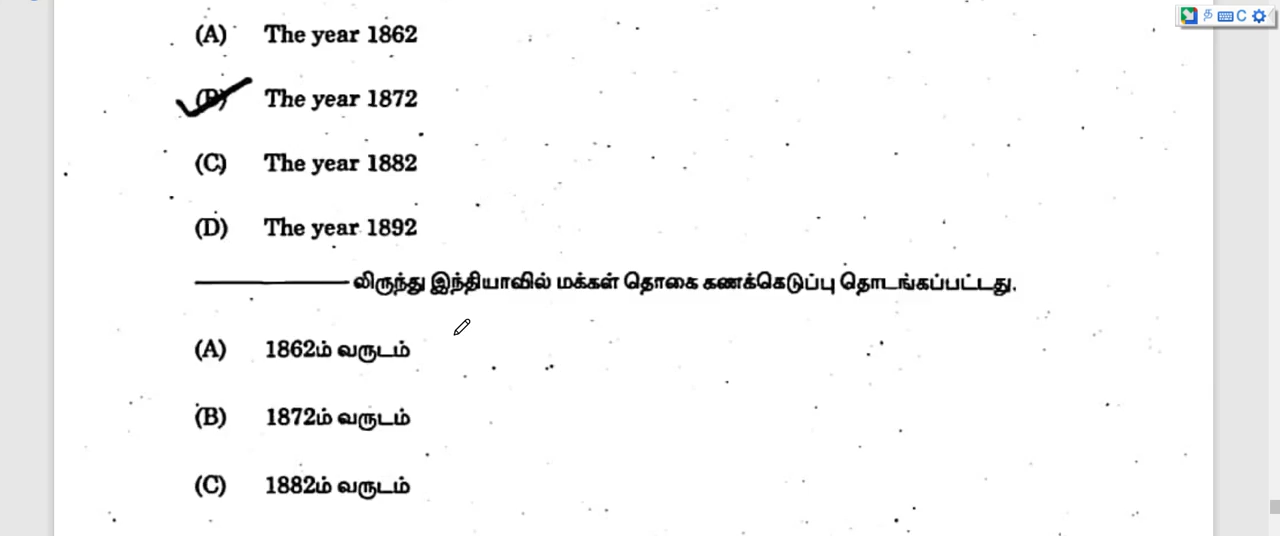 (A) The year 1862
(B) The year 1872
(C) The year 1882
(D) The year 1892
லிருந்து இந்தியாவில் மக்கள் தொகை கணக்கெடுப்பு தொடங்கப்பட்டது.
(A) 1862ம் வருடம்
(B) 1872ம் வருடம்
(C) 1882ம் வருடம்